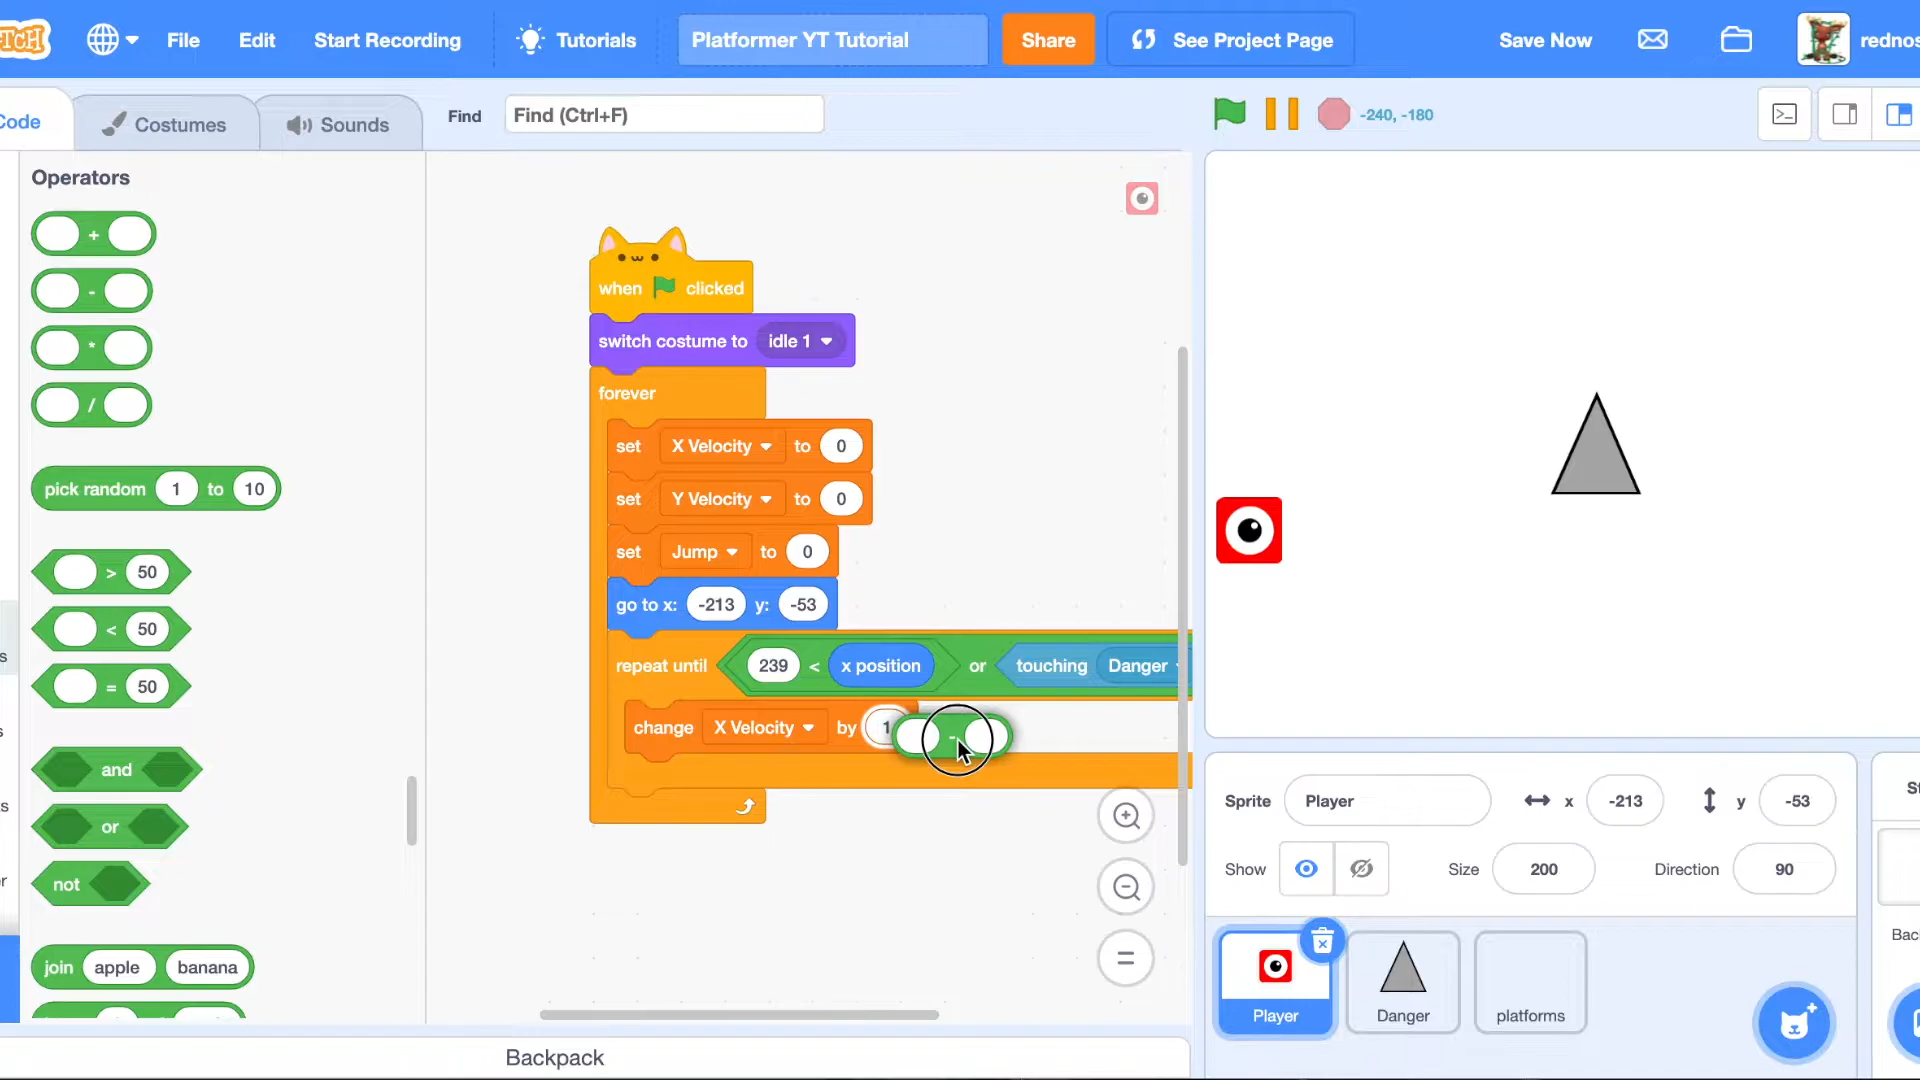 File Edit Start Recording Tutorials Platformer YT Tutorial Share See Project Page Save Now
Costumes Sounds Find Find (Ctrl+F) -240, -180
Operators
+
-
*
/
pick random 1 to 10
> 50
< 50
= 50
and
or
not
join apple banana
when clicked
switch costume to idle 1
forever
set X Velocity to 0
set Y Velocity to 0
set Jump to 0
go to x: -213 y: -53
repeat until 239 < x position or touching Danger
change X Velocity by 1 -
Backpack
Sprite Player x -213 y -53
Show Size 200 Direction 90
Player Danger platforms